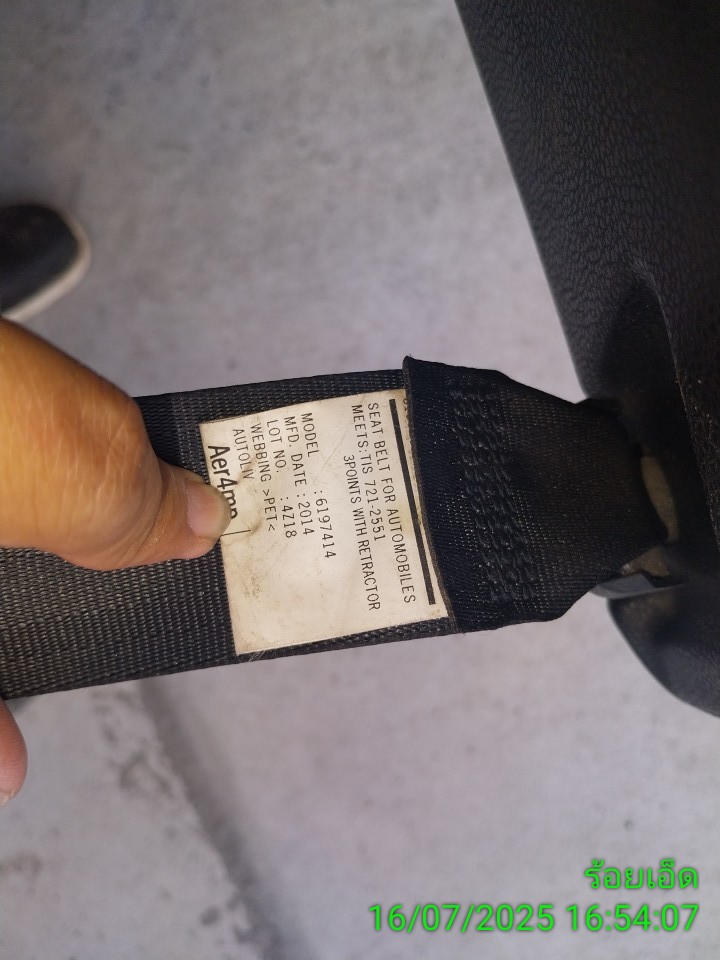 SEAT BELT FOR AUTOMOBILES
MEETS:TIS 721-2551
3POINTS WITH RETRACTOR
MODEL :6197414
MFD. DATE :2014
LOT NO. :4Z18
WEBBING >PET<
AUTOLIV
ร้อยเอ็ด
16/07/2025 16:54:07